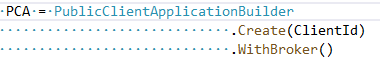 PCA = PublicClientApplicationBuilder
.Create(ClientId)
.WithBroker()